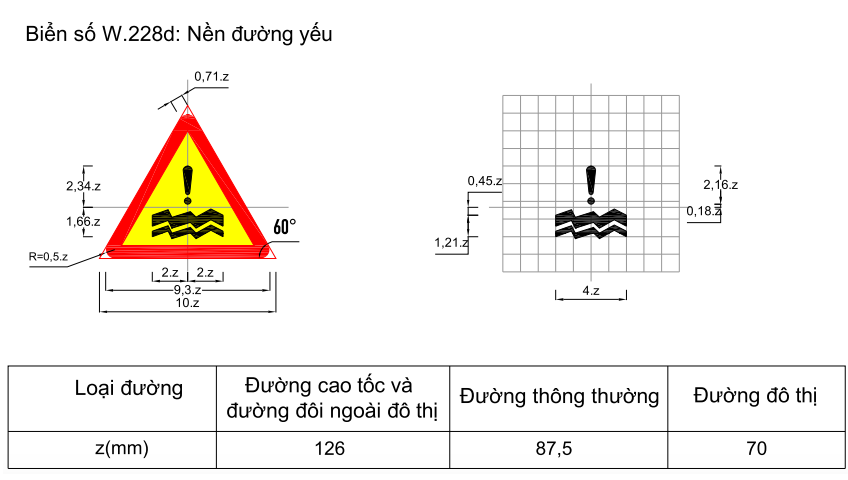 Biển số W.228d: Nền đường yếu
0,71.z
2,34.z
1,66.z
60°
R=0,5.z
2.z 2.z
9,3.z
10.z
0,45.z
2,16.z
0,18.z
1,21.z
4.z
Loại đường
Đường cao tốc và
đường đôi ngoài đô thị
Đường thông thường
Đường đô thị
z(mm) 126 87,5 70